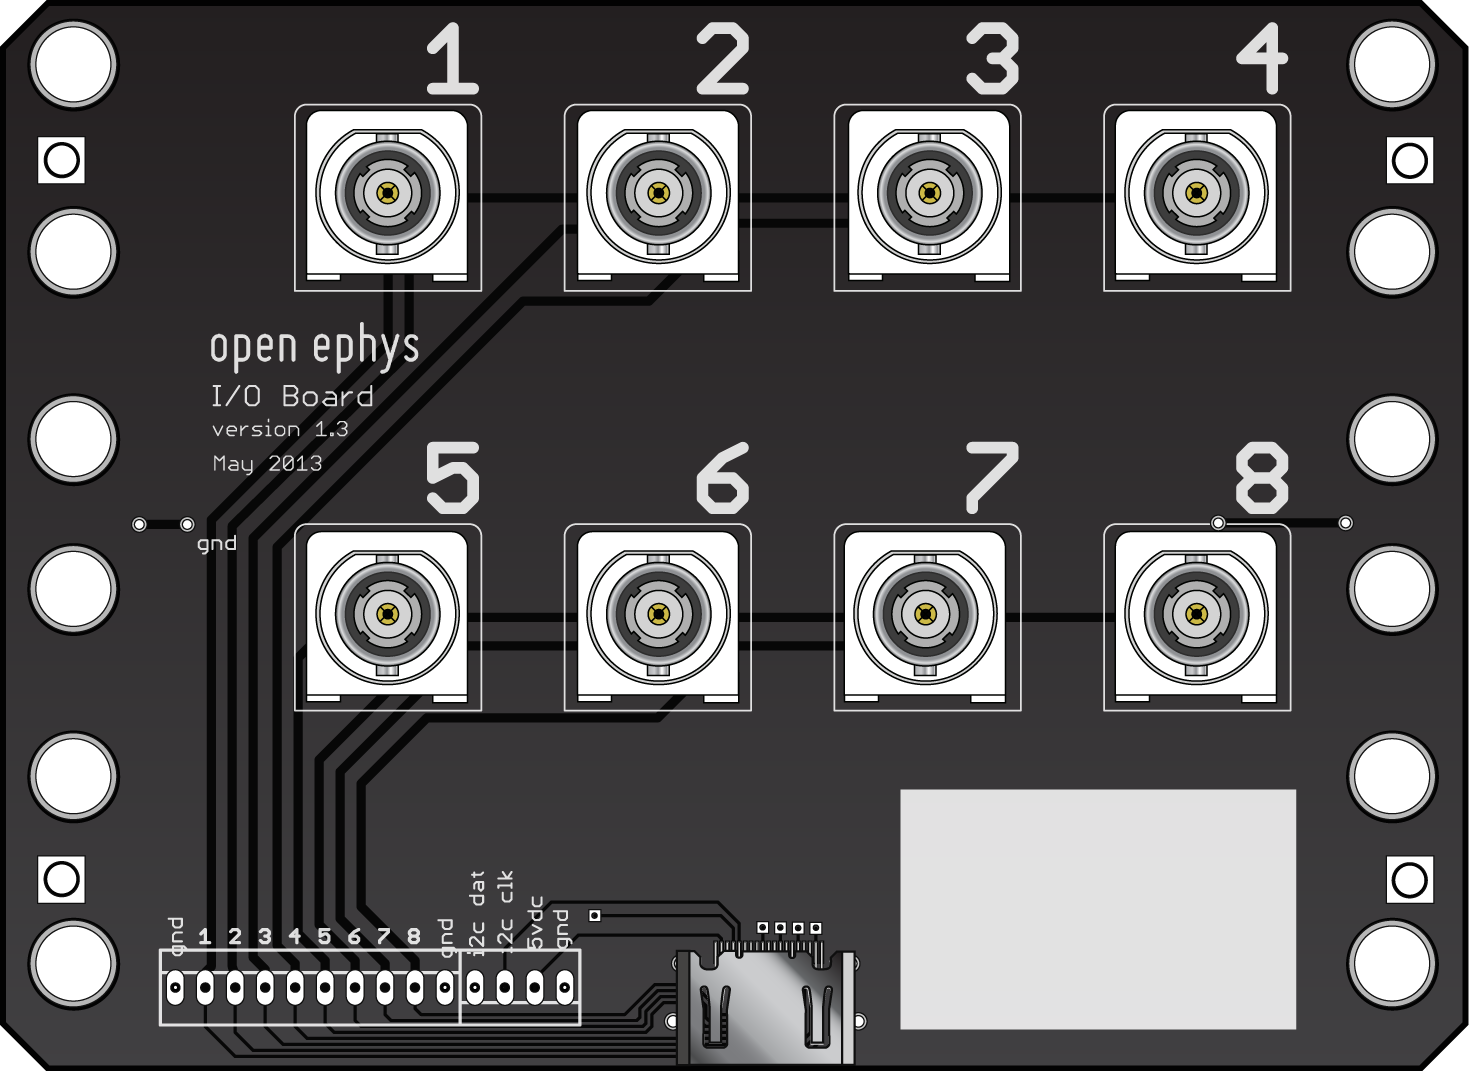 1 2 3 4
open ephys
I/O Board
version 1.3
May 2013
5 6 7 8
gnd
gnd 1 2 3 4 5 6 7 8 gnd i2c dat i2c clk 5vdc gnd